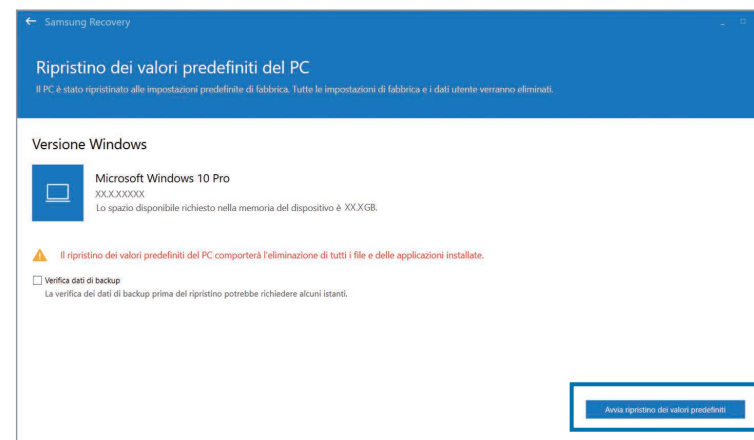 Samsung Recovery
Ripristino dei valori predefiniti del PC
Il PC è stato ripristinato alle impostazioni predefinite di fabbrica. Tutte le impostazioni di fabbrica e i dati utente verranno eliminati.
Versione Windows
Microsoft Windows 10 Pro
XX.X.XXXXX
Lo spazio disponibile richiesto nella memoria del dispositivo è XX.XGB.
Il ripristino dei valori predefiniti del PC comporterà l'eliminazione di tutti i file e delle applicazioni installate.
Verifica dati di backup
La verifica dei dati di backup prima del ripristino potrebbe richiedere alcuni istanti.
Avvia ripristino dei valori predefiniti